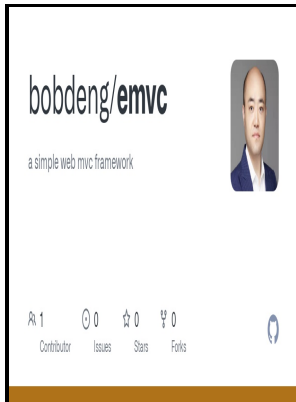 bobdeng/emvc
a simple web mvc framework
1 0 0 0
Contributor Issues Stars Forks